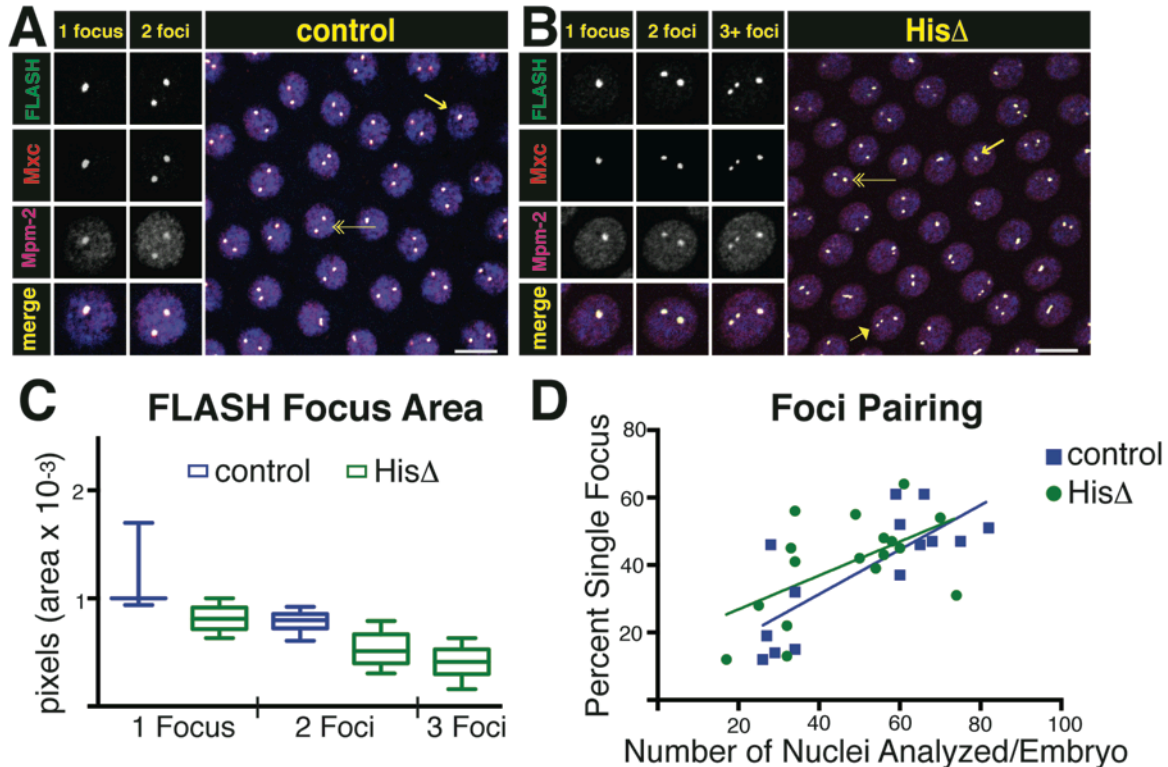 A
1 focus
2 foci
control
FLASH
Mxc
Mpm-2
merge
B
1 focus
2 foci
3+ foci
HisΔ
FLASH
Mxc
Mpm-2
merge
C
FLASH Focus Area
control
HisΔ
pixels (area x 10-3)
2
1
1 Focus
2 Foci
3 Foci
D
Foci Pairing
control
HisΔ
Percent Single Focus
80
60
40
20
20
40
60
80
100
Number of Nuclei Analyzed/Embryo